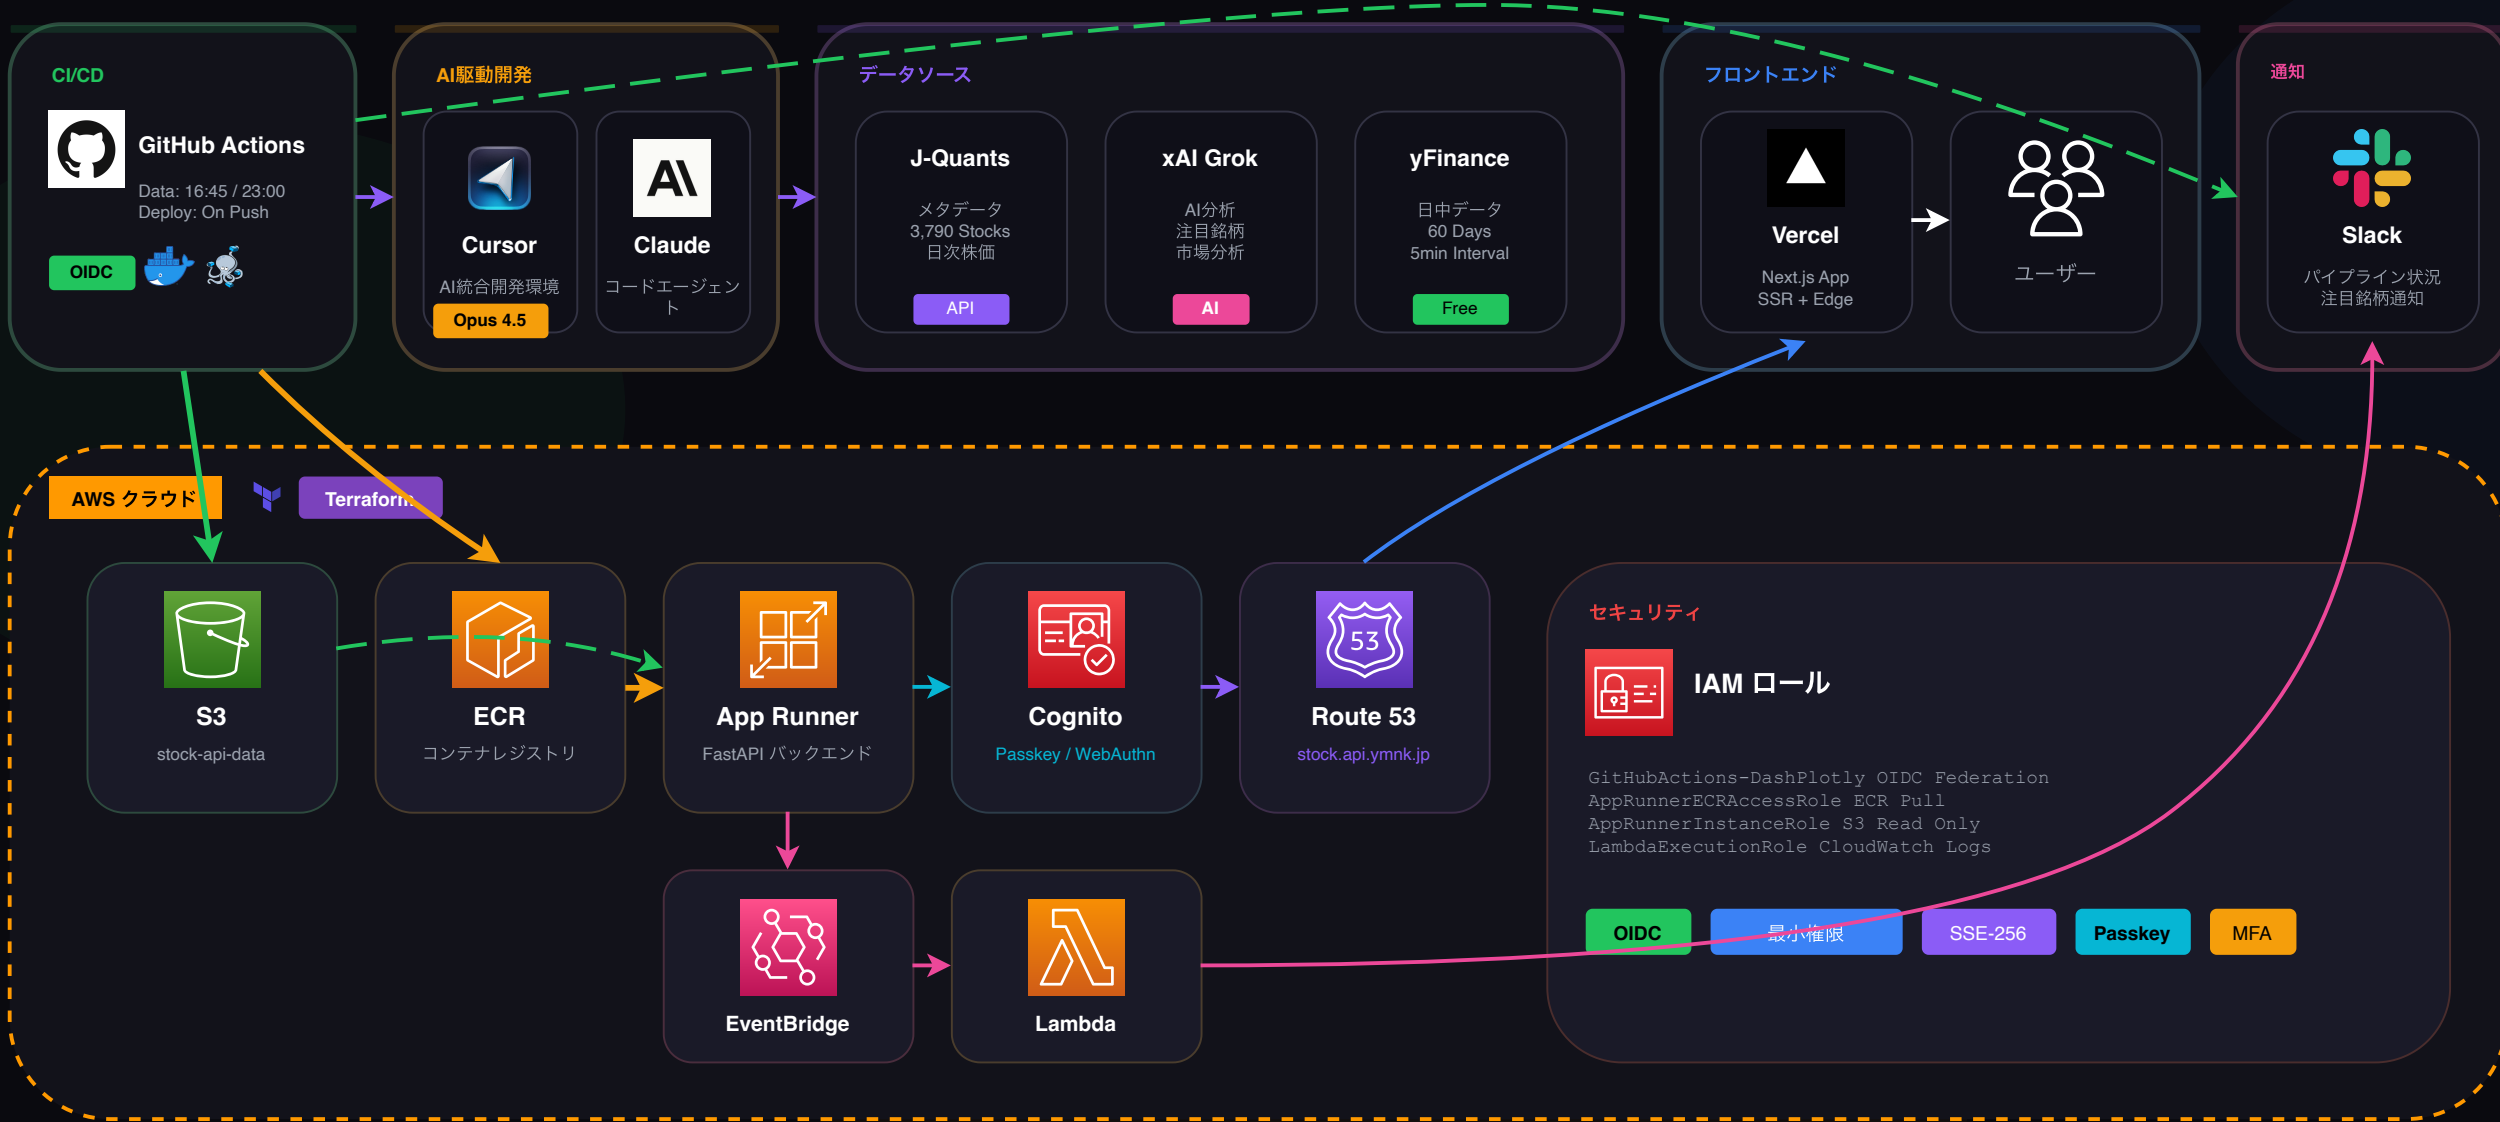 CI/CD
GitHub Actions
Data: 16:45 / 23:00
Deploy: On Push
OIDC
AI駆動開発
Cursor
AI統合開発環境
Opus 4.5
Claude
コードエージェン
ト
データソース
J-Quants
メタデータ
3,790 Stocks
日次株価
API
xAI Grok
AI分析
注目銘柄
市場分析
AI
yFinance
日中データ
60 Days
5min Interval
Free
フロントエンド
Vercel
Next.js App
SSR + Edge
ユーザー
通知
Slack
パイプライン状況
注目銘柄通知
AWS クラウド
Terraform
S3
stock-api-data
ECR
コンテナレジストリ
App Runner
FastAPI バックエンド
Cognito
Passkey / WebAuthn
53
Route 53
stock.api.ymnk.jp
EventBridge
Lambda
セキュリティ
IAM ロール
GitHubActions-DashPlotly OIDC Federation
AppRunnerECRAccessRole ECR Pull
AppRunnerInstanceRole S3 Read Only
LambdaExecutionRole CloudWatch Logs
OIDC
最小権限
SSE-256
Passkey
MFA